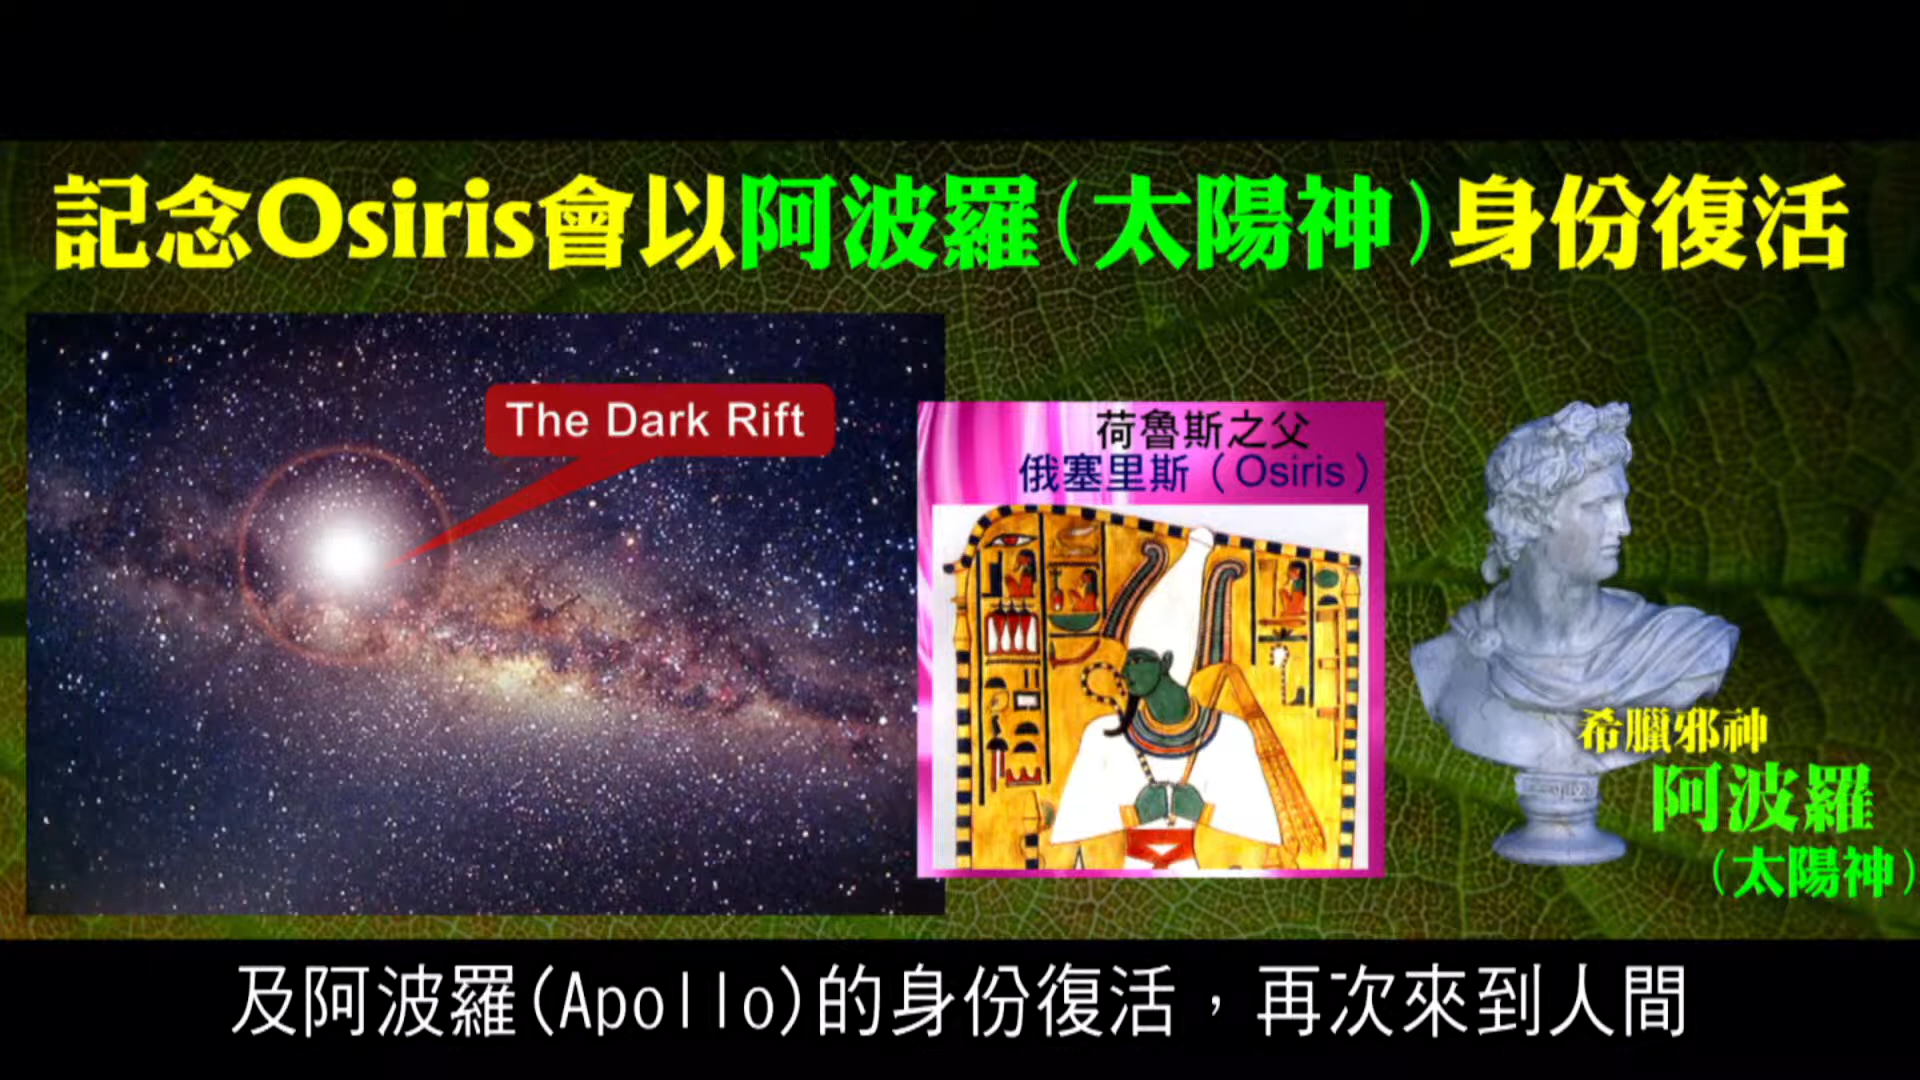 記念Osiris會以阿波羅(太陽神)身份復活
The Dark Rift
荷魯斯之父
俄塞里斯(Osiris)
希臘邪神
阿波羅
(太陽神)
及阿波羅(Apollo)的身份復活，再次來到人間